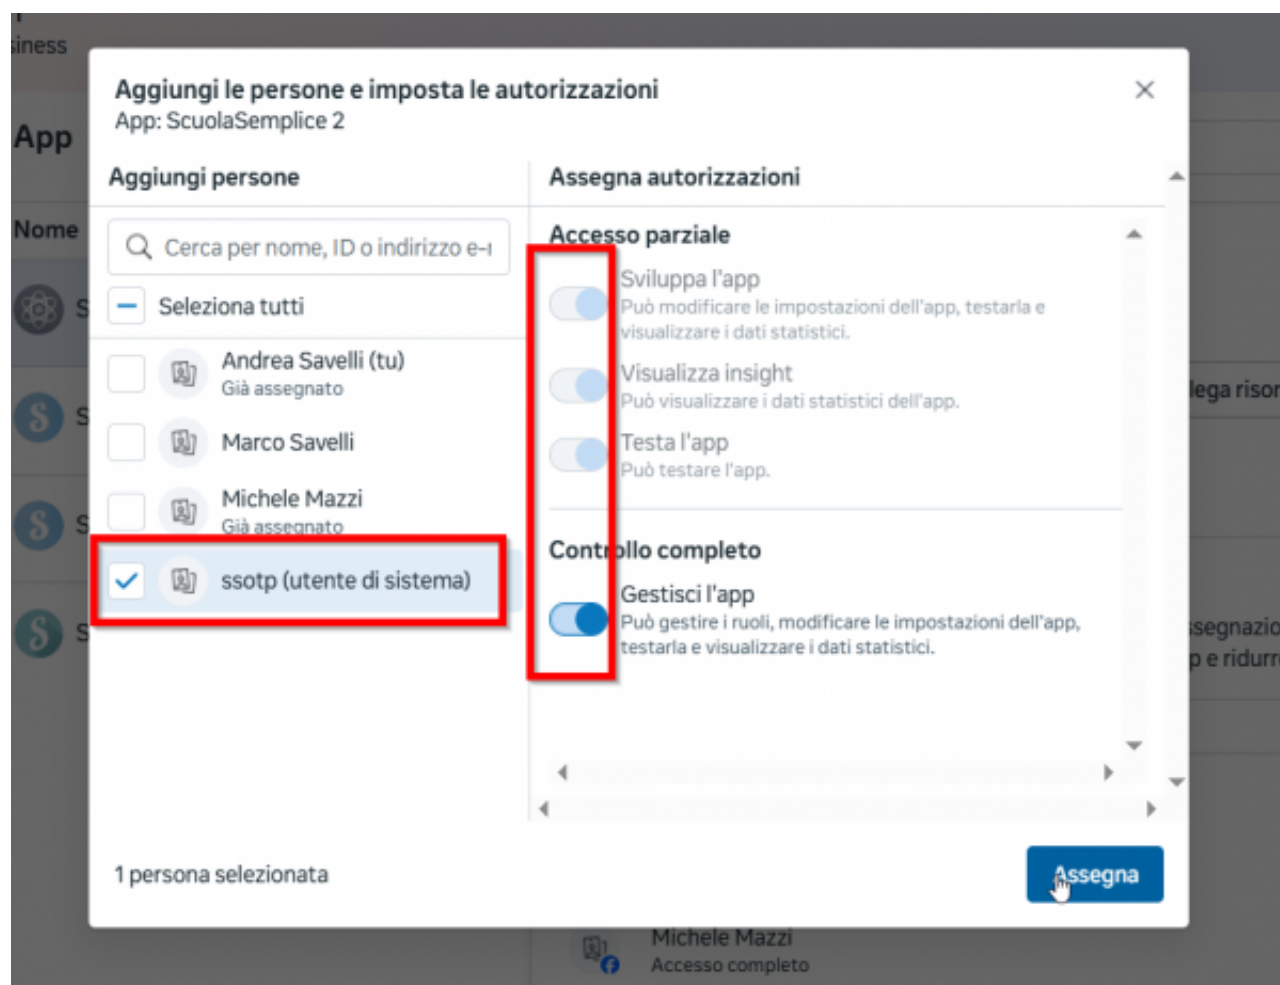 siness
Aggiungi le persone e imposta le autorizzazioni
App: ScuolaSemplice 2
App
Aggiungi persone
Assegna autorizzazioni
Nome
Cerca per nome, ID o indirizzo e-
Seleziona tutti
Andrea Savelli (tu)
Già assegnato
Marco Savelli
Michele Mazzi
Già assegnato
ssotp (utente di sistema)
Accesso parziale
Sviluppa l'app
Può modificare le impostazioni dell'app, testarla e
visualizzare i dati statistici.
Visualizza insight
Può visualizzare i dati statistici dell'app.
Testa l'app
Può testare l'app.
Controllo completo
Gestisci l'app
Può gestire i ruoli, modificare le impostazioni dell'app,
testarla e visualizzare i dati statistici.
S
S
S
S
lega risor
ssegnazio
p e ridurr
1 persona selezionata
Assegna
Michele Mazzi
Accesso completo